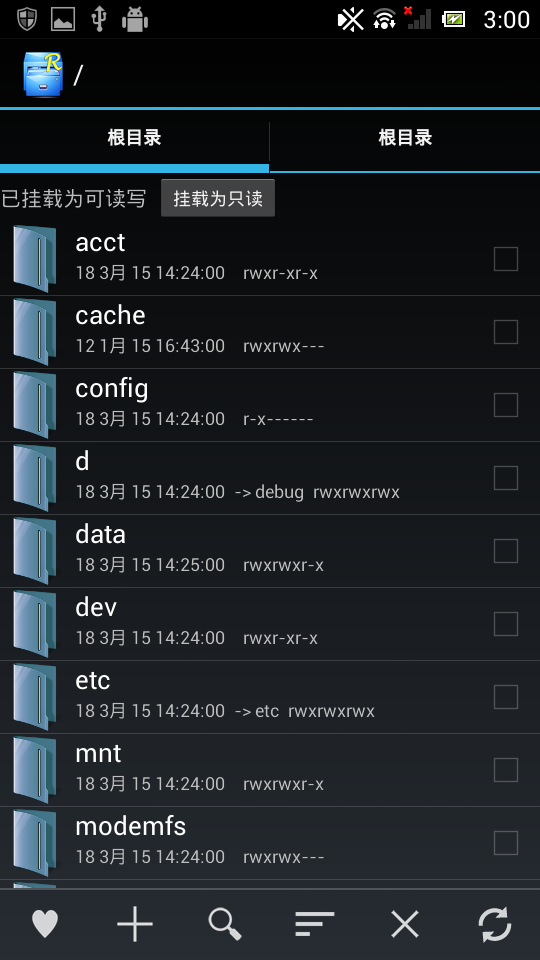 3:00
R /
根目录 根目录
已挂载为可读写 挂载为只读
acct
18 3月 15 14:24:00 rwxr-xr-x
cache
12 1月 15 16:43:00 rwxrwx---
config
18 3月 15 14:24:00 r-x------
d
18 3月 15 14:24:00 -> debug rwxrwxrwx
data
18 3月 15 14:25:00 rwxrwxr-x
dev
18 3月 15 14:24:00 rwxr-xr-x
etc
18 3月 15 14:24:00 -> etc rwxrwxrwx
mnt
18 3月 15 14:24:00 rwxrwxr-x
modemfs
18 3月 15 14:24:00 rwxrwx---